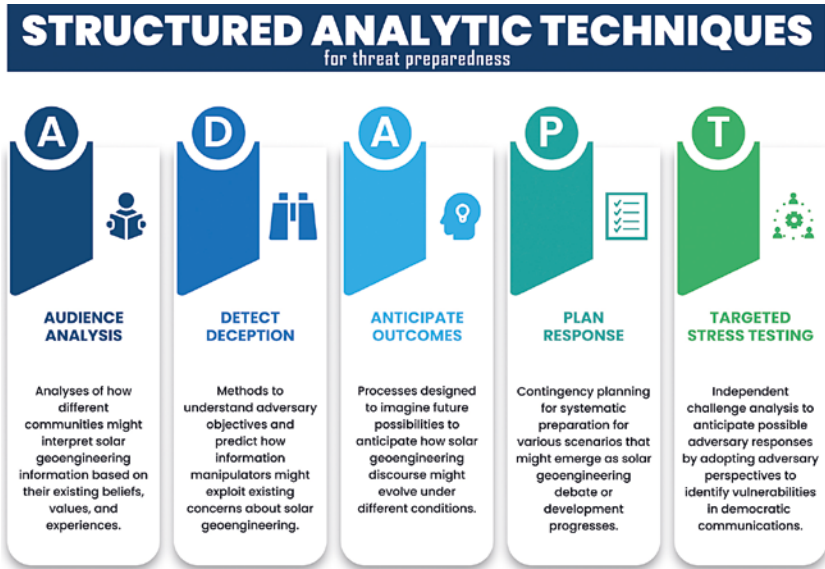 STRUCTURED ANALYTIC TECHNIQUES
for threat preparedness
A
AUDIENCE
ANALYSIS
Analyses of how
different
communities might
interpret solar
geoengineering
information based on
their existing beliefs,
values, and
experiences.
D
DETECT
DECEPTION
Methods to
understand adversary
objectives and
predict how
information
manipulators might
exploit existing
concerns about solar
geoengineering.
A
ANTICIPATE
OUTCOMES
Processes designed
to imagine future
possibilities to
anticipate how solar
geoengineering
discourse might
evolve under
different conditions.
P
PLAN
RESPONSE
Contingency planning
for systematic
preparation for
various scenarios that
might emerge as solar
geoengineering
debate or
development
progresses.
T
TARGETED
STRESS TESTING
Independent
challenge analysis to
anticipate possible
adversary responses
by adopting adversary
perspectives to
identify vulnerabilities
in democratic
communications.